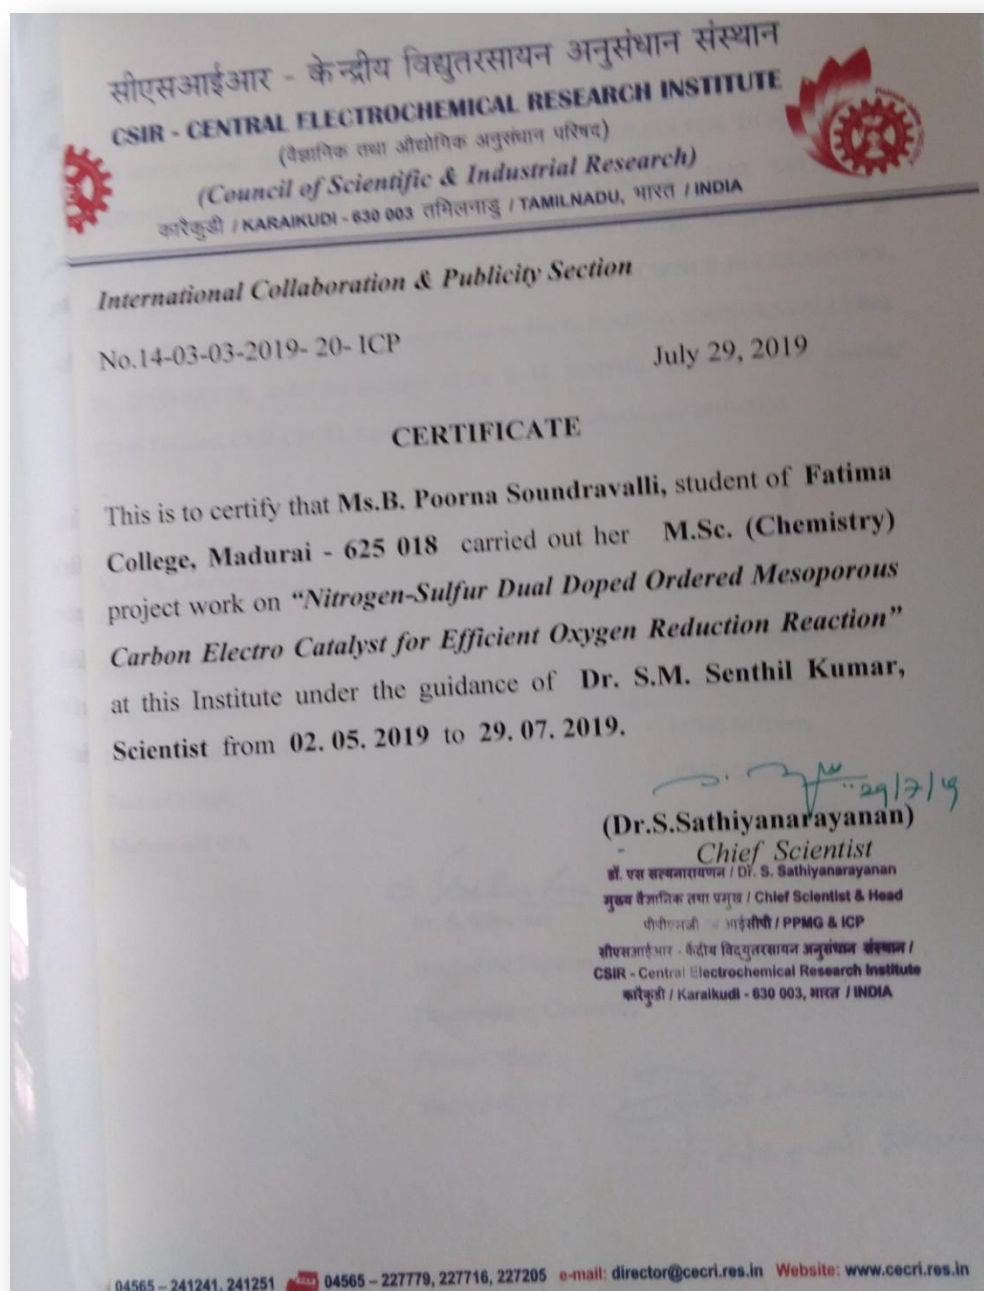 सीएसआईआर - केन्द्रीय विद्युतरसायन अनुसंधान संस्थान
CSIR - CENTRAL ELECTROCHEMICAL RESEARCH INSTITUTE
(वैज्ञानिक तथा औद्योगिक अनुसंधान परिषद)
(Council of Scientific & Industrial Research)
कारैकुडी / KARAIKUDI - 630 003 तमिलनाडु / TAMILNADU, भारत / INDIA
International Collaboration & Publicity Section
No.14-03-03-2019- 20- ICP
July 29, 2019
CERTIFICATE
This is to certify that Ms.B. Poorna Soundravalli, student of Fatima
College, Madurai - 625 018 carried out her M.Sc. (Chemistry)
project work on “Nitrogen-Sulfur Dual Doped Ordered Mesoporous
Carbon Electro Catalyst for Efficient Oxygen Reduction Reaction”
at this Institute under the guidance of Dr. S.M. Senthil Kumar,
Scientist from 02. 05. 2019 to 29. 07. 2019.
29/7/19
(Dr.S.Sathiyanarayanan)
Chief Scientist
डॉ. एस सत्यनारायणन / Dr. S. Sathiyanarayanan
मुख्य वैज्ञानिक तथा प्रमुख / Chief Scientist & Head
पीपीएमजी आईसीपी / PPMG & ICP
सीएसआईआर - केंद्रीय विद्युतरसायन अनुसंधान संस्थान /
CSIR - Central Electrochemical Research Institute
कारैकुडी / Karaikudi - 630 003, भारत / INDIA
04565 – 241241, 241251 04565 – 227779, 227716, 227205 e-mail: director@cecri.res.in Website: www.cecri.res.in